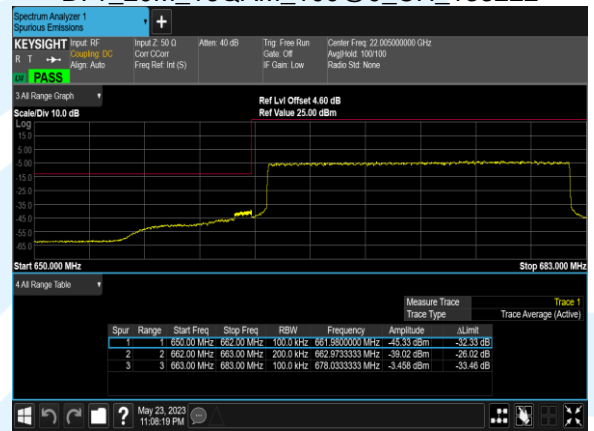 Spectrum Analyzer 1
Spurious Emissions
+
KEYSIGHT Input: RF Input Z: 50 Ω Atten: 40 dB Trig: Free Run Center Freq: 22.005000000 GHz
R T Coupling: DC Corr CCorr Gate: Off Avg|Hold: 100/100
Align: Auto Freq Ref: Int (S) IF Gain: Low Radio Std: None
PASS
3 All Range Graph
Ref Lvl Offset 4.60 dB
Scale/Div 10.0 dB Ref Value 25.00 dBm
Log
15.0
5.00
-5.00
-15.0
-25.0
-35.0
-45.0
-55.0
-65.0
Start 650.000 MHz Stop 683.000 MHz
4 All Range Table
Measure Trace Trace 1
Trace Type Trace Average (Active)
Spur Range Start Freq Stop Freq RBW Frequency Amplitude ΔLimit
1 1 650.00 MHz 662.00 MHz 100.0 kHz 661.9800000 MHz -45.33 dBm -32.33 dB
2 2 662.00 MHz 663.00 MHz 200.0 kHz 662.9733333 MHz -39.02 dBm -26.02 dB
3 3 663.00 MHz 683.00 MHz 100.0 kHz 678.0333333 MHz -3.458 dBm -33.46 dB
? May 23, 2023
11:08:19 PM